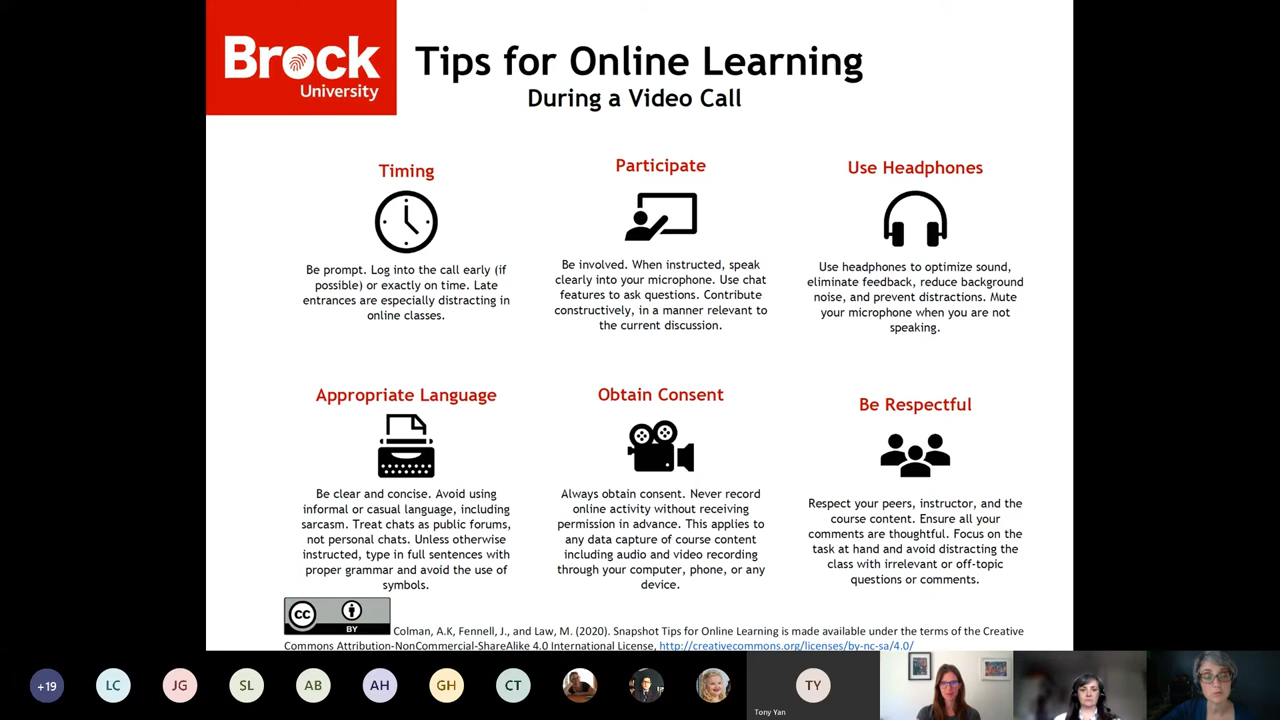 Brock
University
Tips for Online Learning
During a Video Call
Timing
Be prompt. Log into the call early (if
possible) or exactly on time. Late
entrances are especially distracting in
online classes.
Participate
Be involved. When instructed, speak
clearly into your microphone. Use chat
features to ask questions. Contribute
constructively, in a manner relevant to
the current discussion.
Use Headphones
Use headphones to optimize sound,
eliminate feedback, reduce background
noise, and prevent distractions. Mute
your microphone when you are not
speaking.
Appropriate Language
Be clear and concise. Avoid using
informal or casual language, including
sarcasm. Treat chats as public forums,
not personal chats. Unless otherwise
instructed, type in full sentences with
proper grammar and avoid the use of
symbols.
Obtain Consent
Always obtain consent. Never record
online activity without receiving
permission in advance. This applies to
any data capture of course content
including audio and video recording
through your computer, phone, or any
device.
Be Respectful
Respect your peers, instructor, and the
course content. Ensure all your
comments are thoughtful. Focus on the
task at hand and avoid distracting the
class with irrelevant or off-topic
questions or comments.
cc
BY
Colman, A.K, Fennell, J., and Law, M. (2020). Snapshot Tips for Online Learning is made available under the terms of the Creative
Commons Attribution-NonCommercial-ShareAlike 4.0 International License, http://creativecommons.org/licenses/by-nc-sa/4.0/
+19
LC
JG
SL
AB
AH
GH
CT
TY
Tony Yan